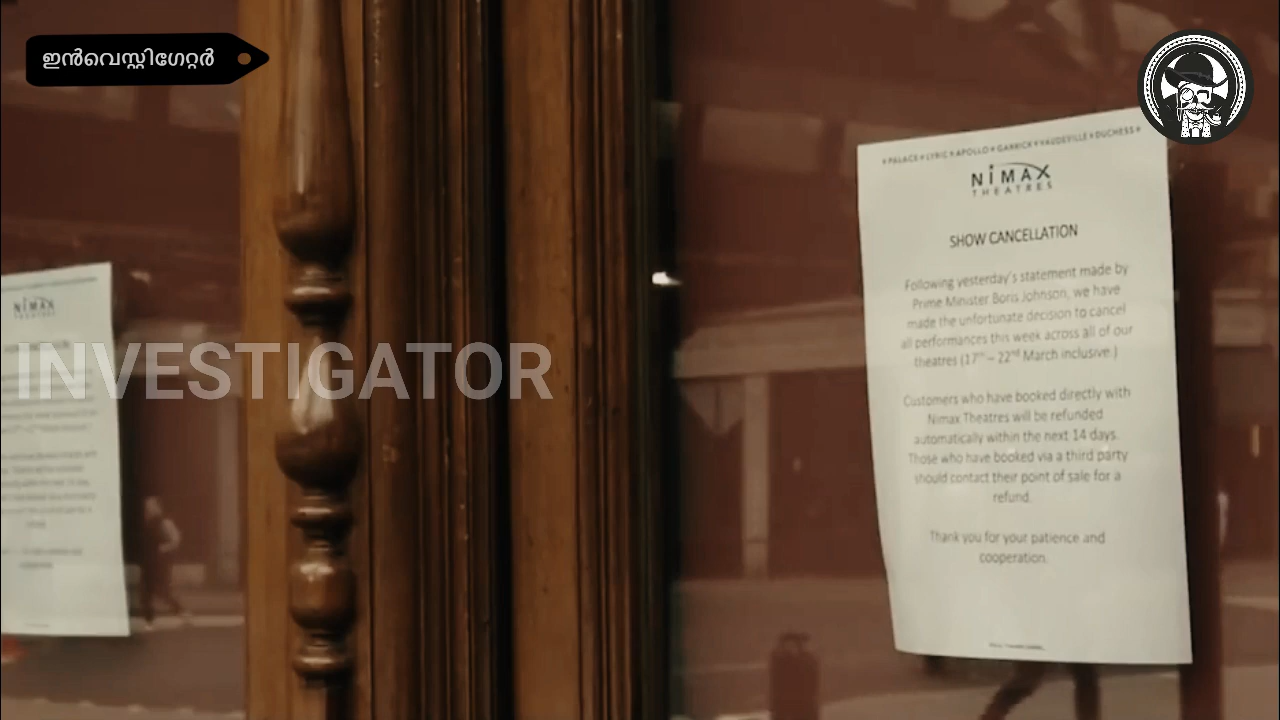 ഇൻവെസ്റ്റിഗേറ്റർ
INVESTIGATOR
NIMAX
PALACE LYRIC APOLLO GARRICK VAUDEVILLE DUCHESS
NIMAX
THEATRES
SHOW CANCELLATION
Following yesterday's statement made by
Prime Minister Boris Johnson, we have
made the unfortunate decision to cancel
all performances this week across all of our
theatres (17th – 22nd March inclusive.)
Customers who have booked directly with
Nimax Theatres will be refunded
automatically within the next 14 days.
Those who have booked via a third party
should contact their point of sale for a
refund.
Thank you for your patience and
cooperation.